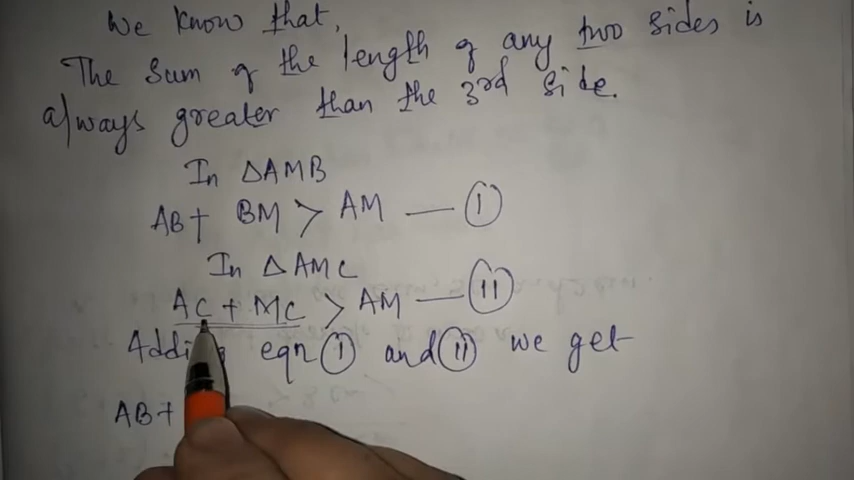 We know that,
The sum of the length of any two sides is
always greater than the 3rd side.
In ΔAMB
AB + BM > AM — I
In ΔAMC
AC + MC > AM — II
Adding eqn I and II we get
AB +